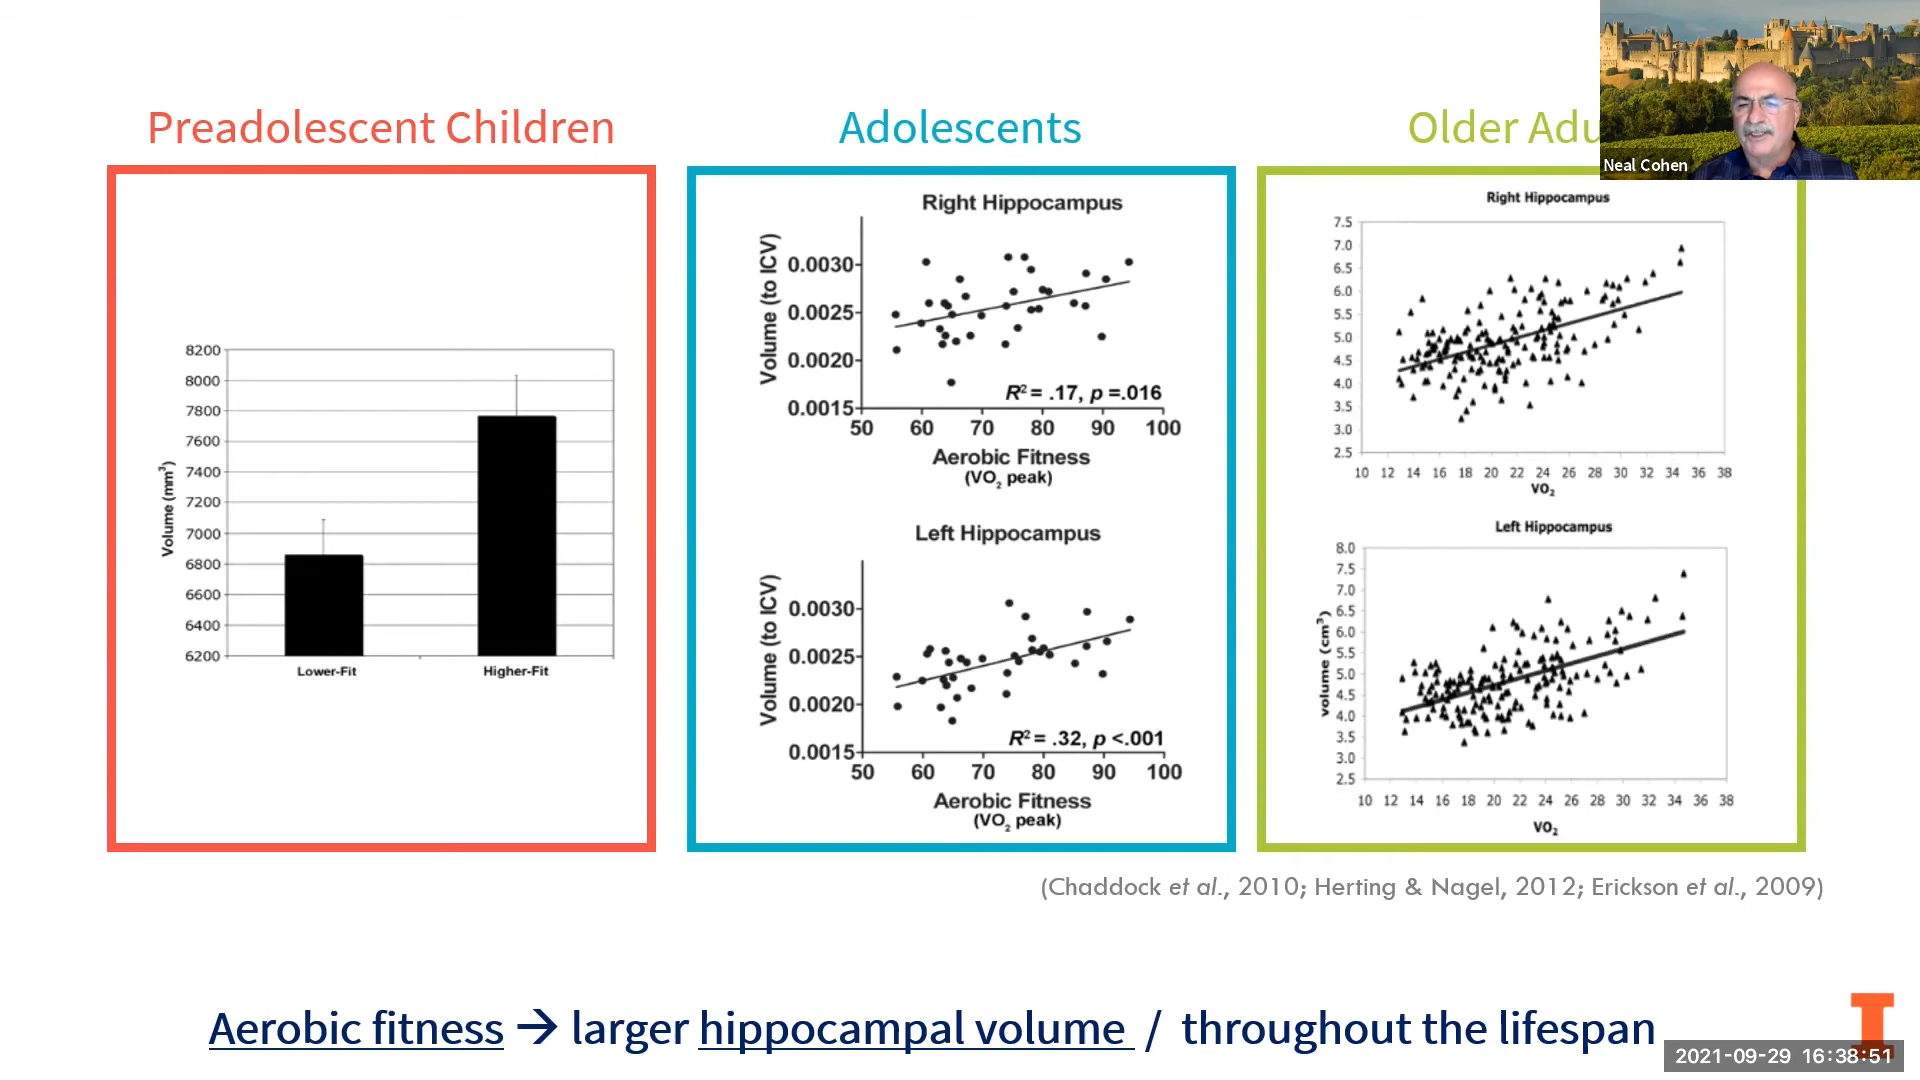 Preadolescent Children
Volume (mm³)
8200
8000
7800
7600
7400
7200
7000
6800
6600
6400
6200
Lower-Fit Higher-Fit
Adolescents
Right Hippocampus
Volume (to ICV)
0.0030
0.0025
0.0020
0.0015
R² = .17, p =.016
50 60 70 80 90 100
Aerobic Fitness
(VO₂ peak)
Left Hippocampus
Volume (to ICV)
0.0030
0.0025
0.0020
0.0015
R² = .32, p <.001
50 60 70 80 90 100
Aerobic Fitness
(VO₂ peak)
Older Adu
Neal Cohen
Right Hippocampus
7.5
7.0
6.5
6.0
5.5
5.0
4.5
4.0
3.5
3.0
2.5
10 12 14 16 18 20 22 24 26 28 30 32 34 36 38
VO₂
Left Hippocampus
volume (cm³)
8.0
7.5
7.0
6.5
6.0
5.5
5.0
4.5
4.0
3.5
3.0
2.5
10 12 14 16 18 20 22 24 26 28 30 32 34 36 38
VO₂
(Chaddock et al., 2010; Herting & Nagel, 2012; Erickson et al., 2009)
Aerobic fitness → larger hippocampal volume / throughout the lifespan
I
2021-09-29 16:38:51